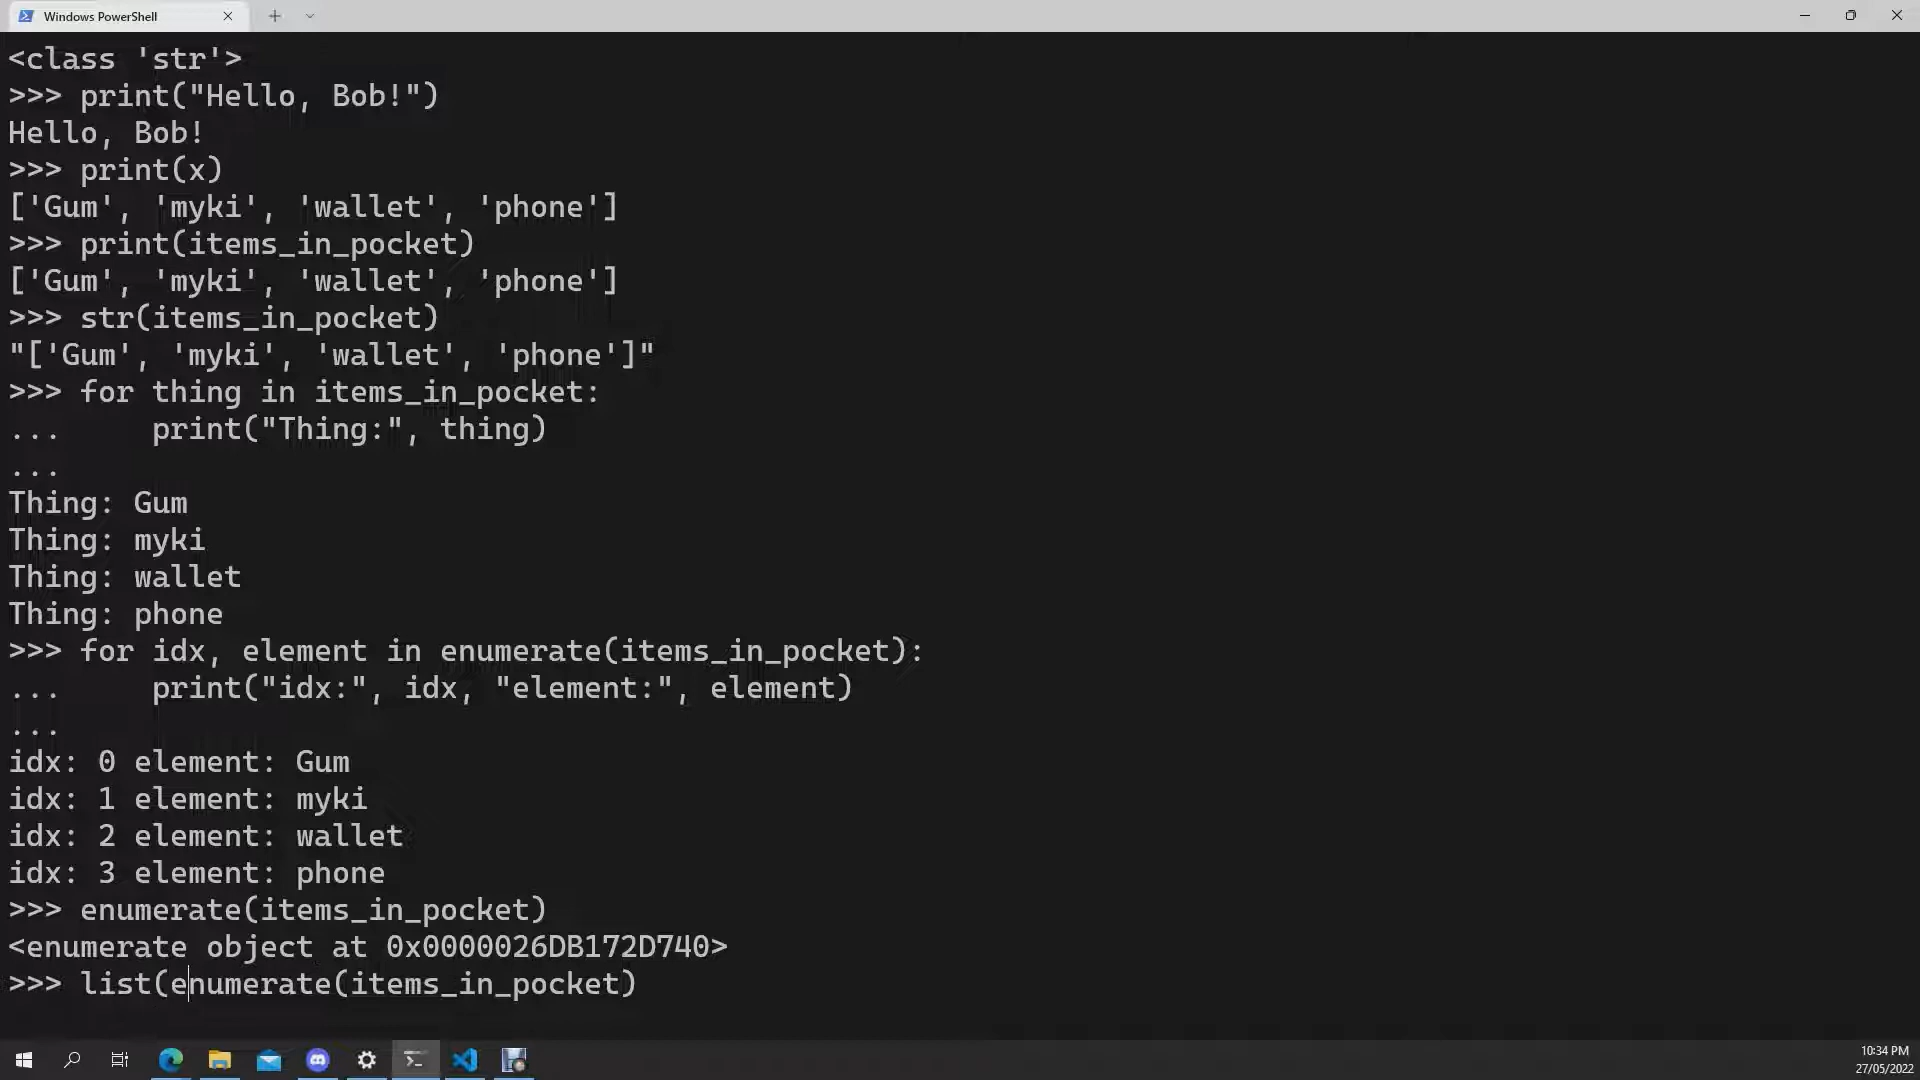 Windows PowerShell
<class 'str'>
>>> print("Hello, Bob!")
Hello, Bob!
>>> print(x)
['Gum', 'myki', 'wallet', 'phone']
>>> print(items_in_pocket)
['Gum', 'myki', 'wallet', 'phone']
>>> str(items_in_pocket)
"['Gum', 'myki', 'wallet', 'phone']"
>>> for thing in items_in_pocket:
...     print("Thing:", thing)
...
Thing: Gum
Thing: myki
Thing: wallet
Thing: phone
>>> for idx, element in enumerate(items_in_pocket):
...     print("idx:", idx, "element:", element)
...
idx: 0 element: Gum
idx: 1 element: myki
idx: 2 element: wallet
idx: 3 element: phone
>>> enumerate(items_in_pocket)
<enumerate object at 0x0000026DB172D740>
>>> list(enumerate(items_in_pocket)
10:34 PM
27/05/2022